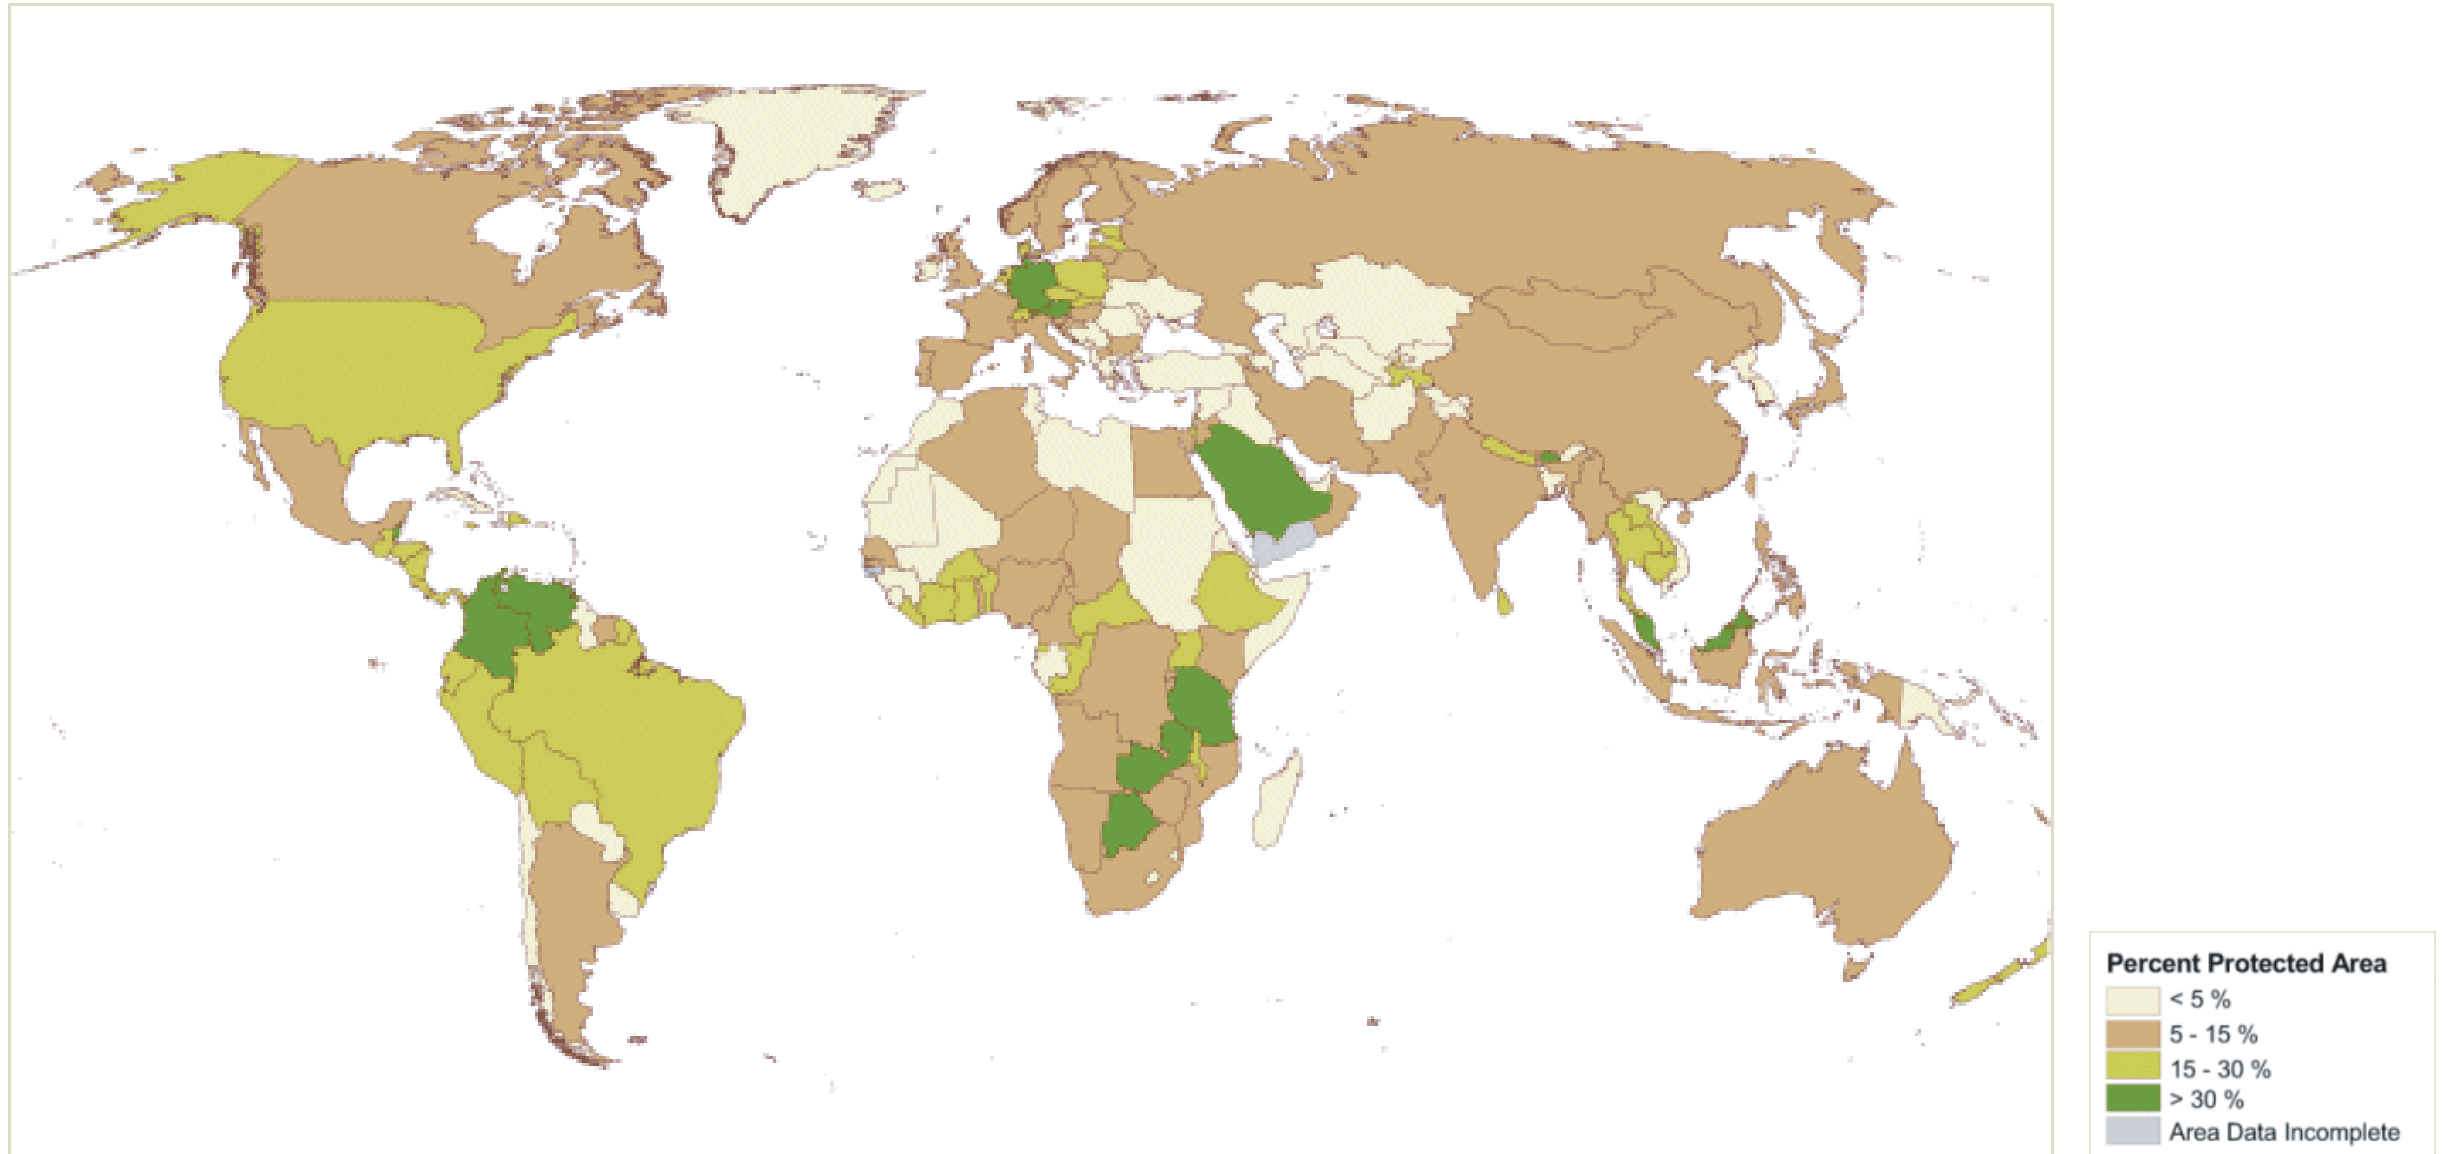 Percent Protected Area
< 5 %
5 - 15 %
15 - 30 %
> 30 %
Area Data Incomplete